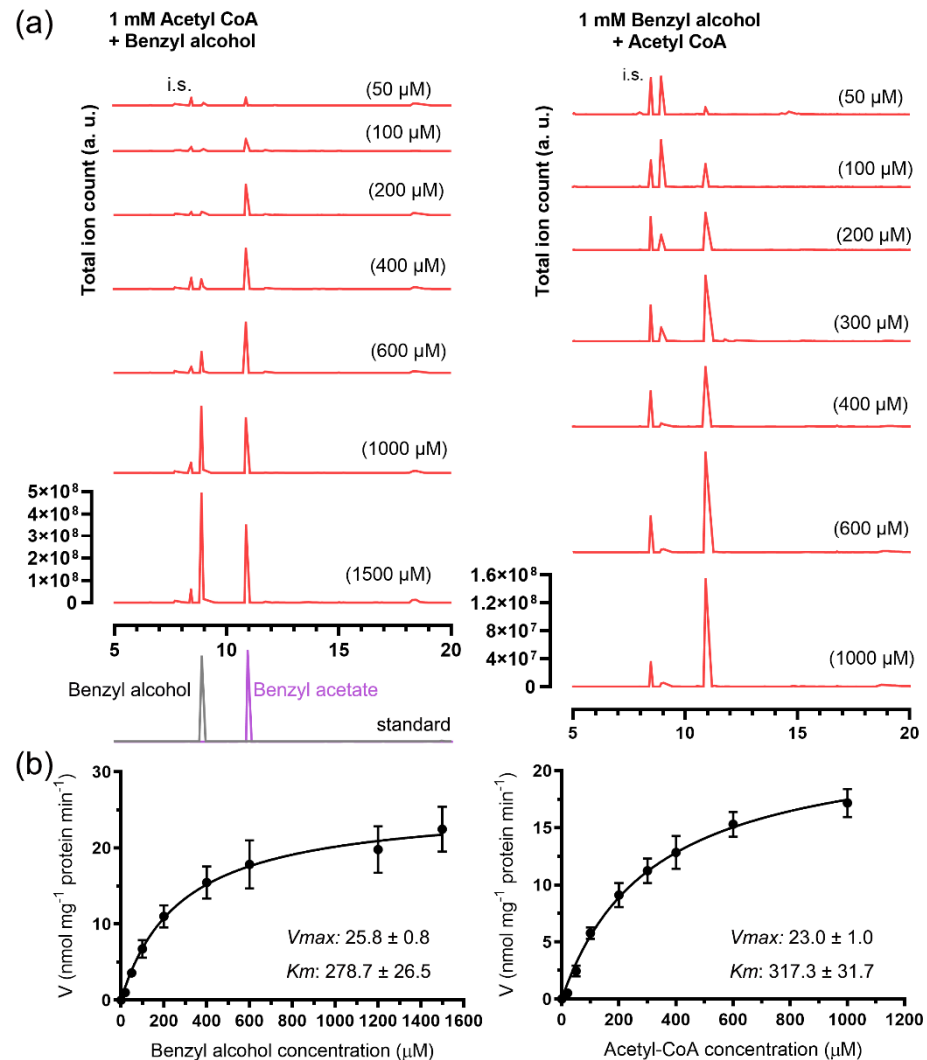 (a)
1 mM Acetyl CoA
+ Benzyl alcohol
i.s.
Total ion count (a. u.)
(50 µM)
(100 µM)
(200 µM)
(400 µM)
(600 µM)
(1000 µM)
(1500 µM)
5×10⁸
4×10⁸
3×10⁸
2×10⁸
1×10⁸
0
5 10 15 20
Benzyl alcohol
Benzyl acetate
standard
1 mM Benzyl alcohol
+ Acetyl CoA
i.s.
Total ion count (a. u.)
(50 µM)
(100 µM)
(200 µM)
(300 µM)
(400 µM)
(600 µM)
(1000 µM)
1.6×10⁸
1.2×10⁸
8×10⁷
4×10⁷
0
5 10 15 20
(b)
V (nmol mg⁻¹ protein min⁻¹)
30
20
10
0
Vmax: 25.8 ± 0.8
Km: 278.7 ± 26.5
0 200 400 600 800 1000 1200 1400 1600
Benzyl alcohol concentration (µM)
V (nmol mg⁻¹ protein min⁻¹)
20
15
10
5
0
Vmax: 23.0 ± 1.0
Km: 317.3 ± 31.7
0 200 400 600 800 1000 1200
Acetyl-CoA concentration (µM)